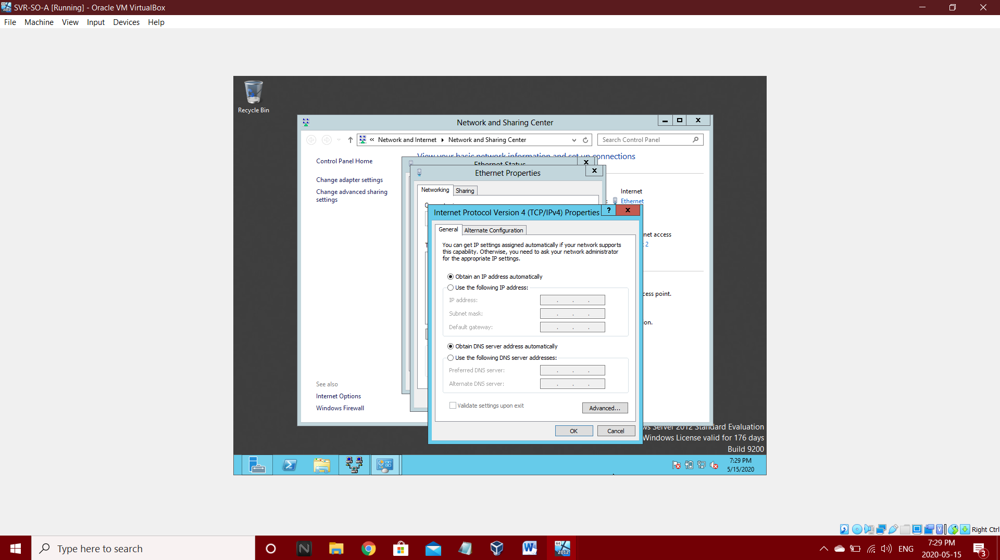 SVR-SO-A [Running] - Oracle VM VirtualBox
File Machine View Input Devices Help
Recycle Bin
Network and Sharing Center
« Network and Internet Network and Sharing Center
Search Control Panel
View your basic network information and set up connections
Control Panel Home
Change adapter settings
Change advanced sharing
settings
Ethernet Status
Ethernet Properties
Networking Sharing
Internet
Ethernet
Internet Protocol Version 4 (TCP/IPv4) Properties
General Alternate Configuration
net access
2
You can get IP settings assigned automatically if your network supports
this capability. Otherwise, you need to ask your network administrator
for the appropriate IP settings.
Obtain an IP address automatically
Use the following IP address:
IP address:
Subnet mask:
Default gateway:
cess point.
ion.
Obtain DNS server address automatically
Use the following DNS server addresses:
Preferred DNS server:
Alternate DNS server:
Validate settings upon exit
Advanced...
OK Cancel
See also
Internet Options
Windows Firewall
ws Server 2012 Standard Evaluation
Windows License valid for 176 days
Build 9200
7:29 PM
5/15/2020
Right Ctrl
Type here to search
64
2012
ENG
7:29 PM
2020-05-15
3